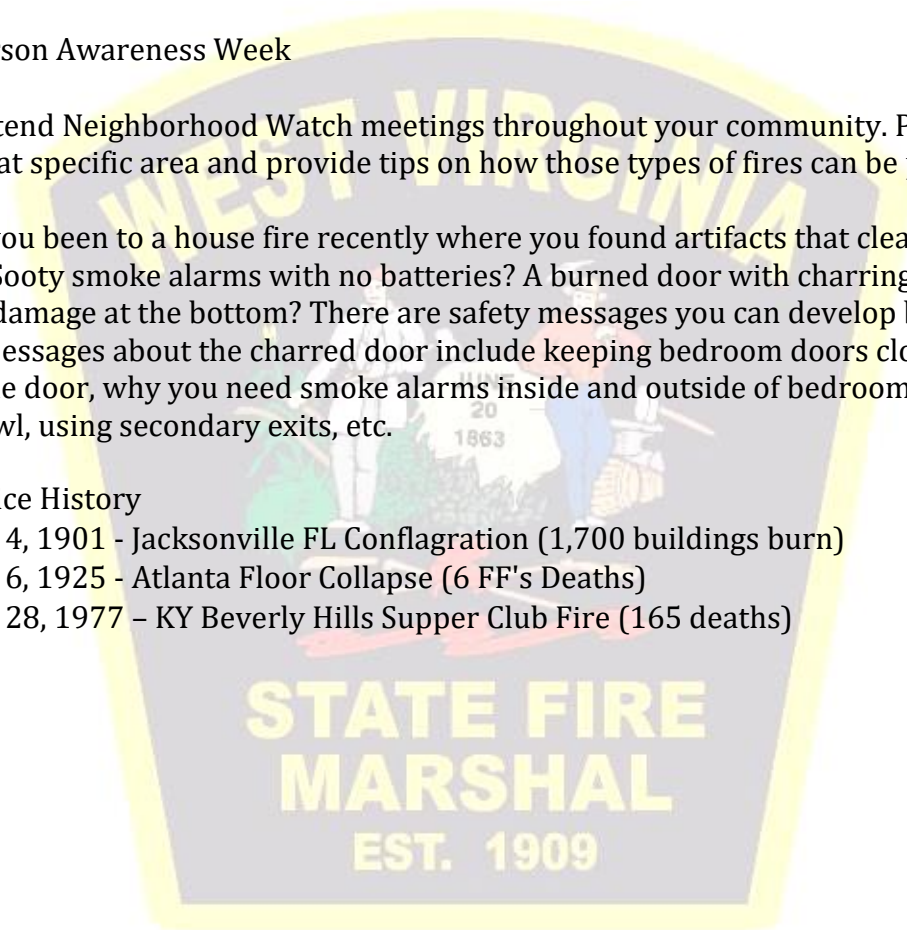 rson Awareness Week
tend Neighborhood Watch meetings throughout your community. P
at specific area and provide tips on how those types of fires can be p
you been to a house fire recently where you found artifacts that clea
Sooty smoke alarms with no batteries? A burned door with charring
damage at the bottom? There are safety messages you can develop b
essages about the charred door include keeping bedroom doors clo
e door, why you need smoke alarms inside and outside of bedroom
wl, using secondary exits, etc.
ce History
4, 1901 - Jacksonville FL Conflagration (1,700 buildings burn)
6, 1925 - Atlanta Floor Collapse (6 FF's Deaths)
28, 1977 – KY Beverly Hills Supper Club Fire (165 deaths)
WEST VIRGINIA
JUNE
20
1863
STATE FIRE
MARSHAL
EST. 1909